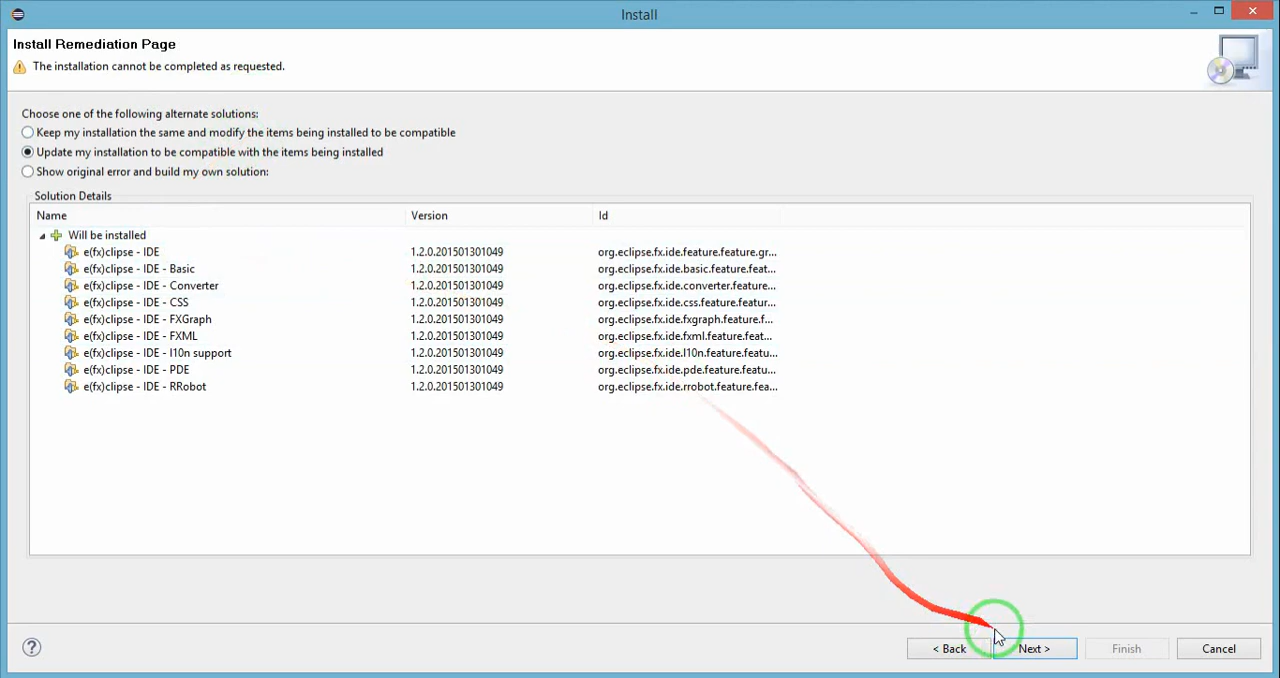 Install
Install Remediation Page
The installation cannot be completed as requested.
Choose one of the following alternate solutions:
Keep my installation the same and modify the items being installed to be compatible
Update my installation to be compatible with the items being installed
Show original error and build my own solution:
Solution Details
Name Version Id
Will be installed
e(fx)clipse - IDE 1.2.0.201501301049 org.eclipse.fx.ide.feature.feature.gr...
e(fx)clipse - IDE - Basic 1.2.0.201501301049 org.eclipse.fx.ide.basic.feature.feat...
e(fx)clipse - IDE - Converter 1.2.0.201501301049 org.eclipse.fx.ide.converter.feature...
e(fx)clipse - IDE - CSS 1.2.0.201501301049 org.eclipse.fx.ide.css.feature.featur...
e(fx)clipse - IDE - FXGraph 1.2.0.201501301049 org.eclipse.fx.ide.fxgraph.feature.f...
e(fx)clipse - IDE - FXML 1.2.0.201501301049 org.eclipse.fx.ide.fxml.feature.feat...
e(fx)clipse - IDE - l10n support 1.2.0.201501301049 org.eclipse.fx.ide.l10n.feature.featu...
e(fx)clipse - IDE - PDE 1.2.0.201501301049 org.eclipse.fx.ide.pde.feature.featu...
e(fx)clipse - IDE - RRobot 1.2.0.201501301049 org.eclipse.fx.ide.rrobot.feature.fea...
? < Back Next > Finish Cancel